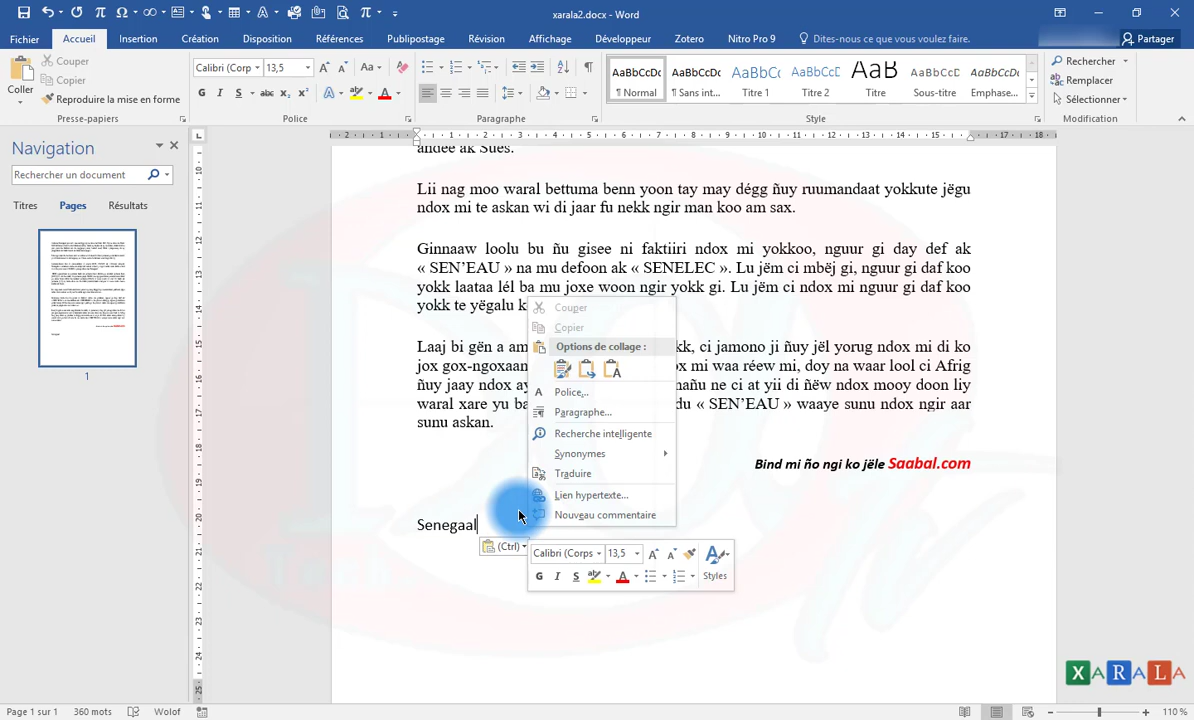 xarala2.docx - Word
Fichier Accueil Insertion Création Disposition Références Publipostage Révision Affichage Développeur Zotero Nitro Pro 9 Dites-nous ce que vous voulez faire. Partager
Coller
Couper
Copier
Reproduire la mise en forme
Presse-papiers
Calibri (Corp 13,5
Police
Paragraphe
AaBbCcDc AaBbCcDc AaBbCc AaBbCcC AaB AaBbCcD AaBbCcDc
¶ Normal ¶ Sans int... Titre 1 Titre 2 Titre Sous-titre Emphase...
Style
Rechercher
Remplacer
Sélectionner
Modification
Navigation
Rechercher un document
Titres Pages Résultats
1
andee ak Sues.
Lii nag moo waral bettuma benn yoon tay may dégg ñuy ruumandaat yokkute jëgu
ndox mi te askan wi di jaar fu nekk ngir man koo am sax.
Ginnaaw loolu bu ñu gisee ni faktiiri ndox mi yokkoo, nguur gi day def ak
« SEN’EAU » na mu defoon ak « SENELEC ». Lu jëm ci mbëj gi, nguur gi daf koo
yokk laataa lél ba mu joxe woon ngir yokk gi. Lu jëm ci ndox mi nguur gi daf koo
yokk te yëgalu k
Laaj bi gën a am kk, ci jamono ji ñuy jël yorug ndox mi di ko
jox gox-ngoxaan ox mi waa réew mi, doy na waar lool ci Afrig
ñuy jaay ndox ay mañu ne ci at yii di ñëw ndox mooy doon liy
waral xare yu ba du « SEN’EAU » waaye sunu ndox ngir aar
sunu askan.
Bind mi ño ngi ko jële Saabal.com
Senegaal
(Ctrl)
Couper
Copier
Options de collage :
Police...
Paragraphe...
Recherche intelligente
Synonymes
Traduire
Lien hypertexte...
Nouveau commentaire
Calibri (Corps 13,5
G I S Styles
XARALA
Page 1 sur 1 360 mots Wolof 110 %